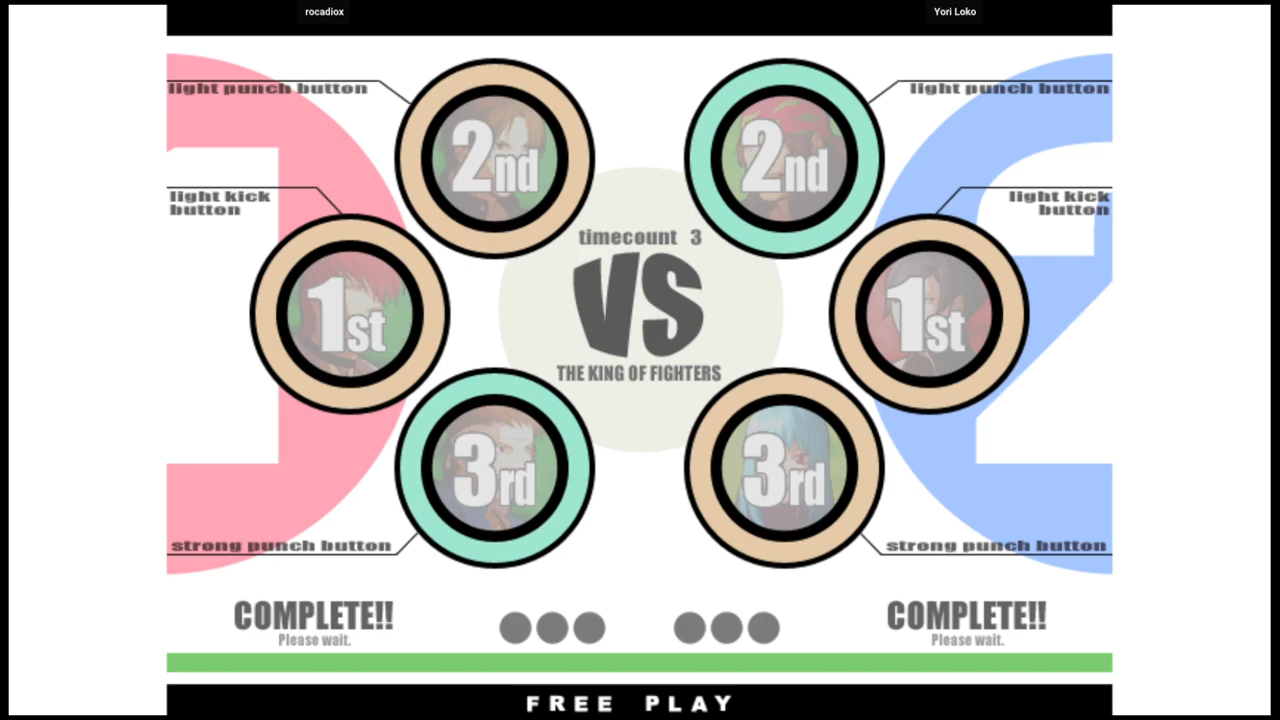 rocadiox
Yori Loko
light punch button
light punch button
2nd
2nd
light kick
button
light kick
button
timecount 3
1st
VS
1st
THE KING OF FIGHTERS
3rd
3rd
strong punch button
strong punch button
COMPLETE!!
Please wait.
COMPLETE!!
Please wait.
FREE PLAY